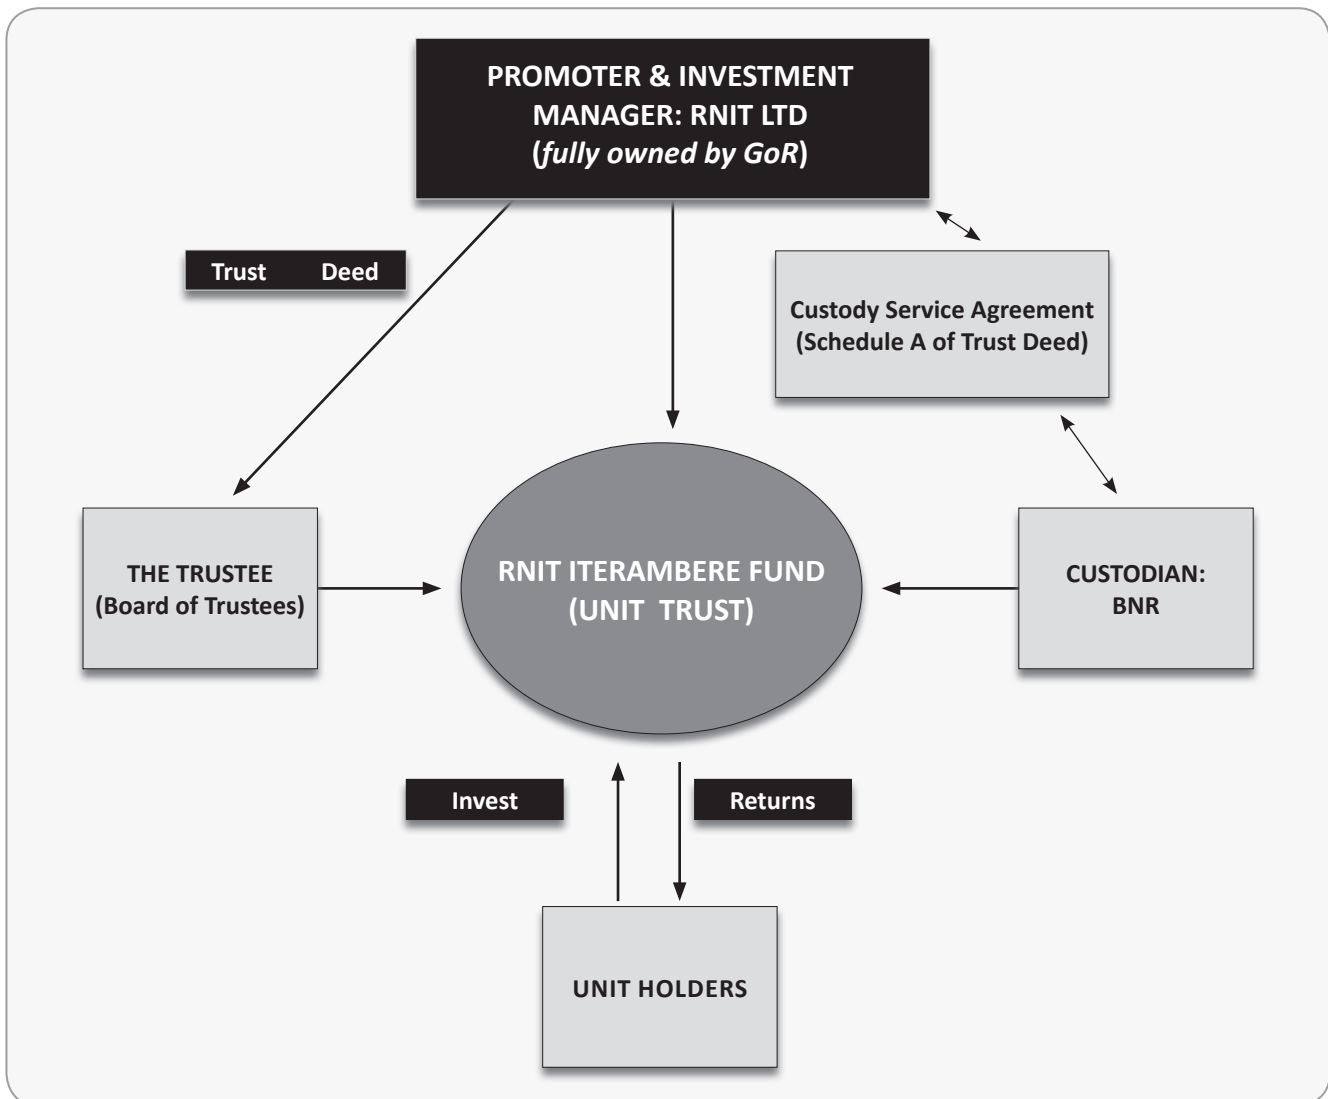 PROMOTER & INVESTMENT
MANAGER: RNIT LTD
(fully owned by GoR)
Trust Deed
Custody Service Agreement
(Schedule A of Trust Deed)
THE TRUSTEE
(Board of Trustees)
RNIT ITERAMBERE FUND
(UNIT TRUST)
CUSTODIAN:
BNR
Invest
Returns
UNIT HOLDERS